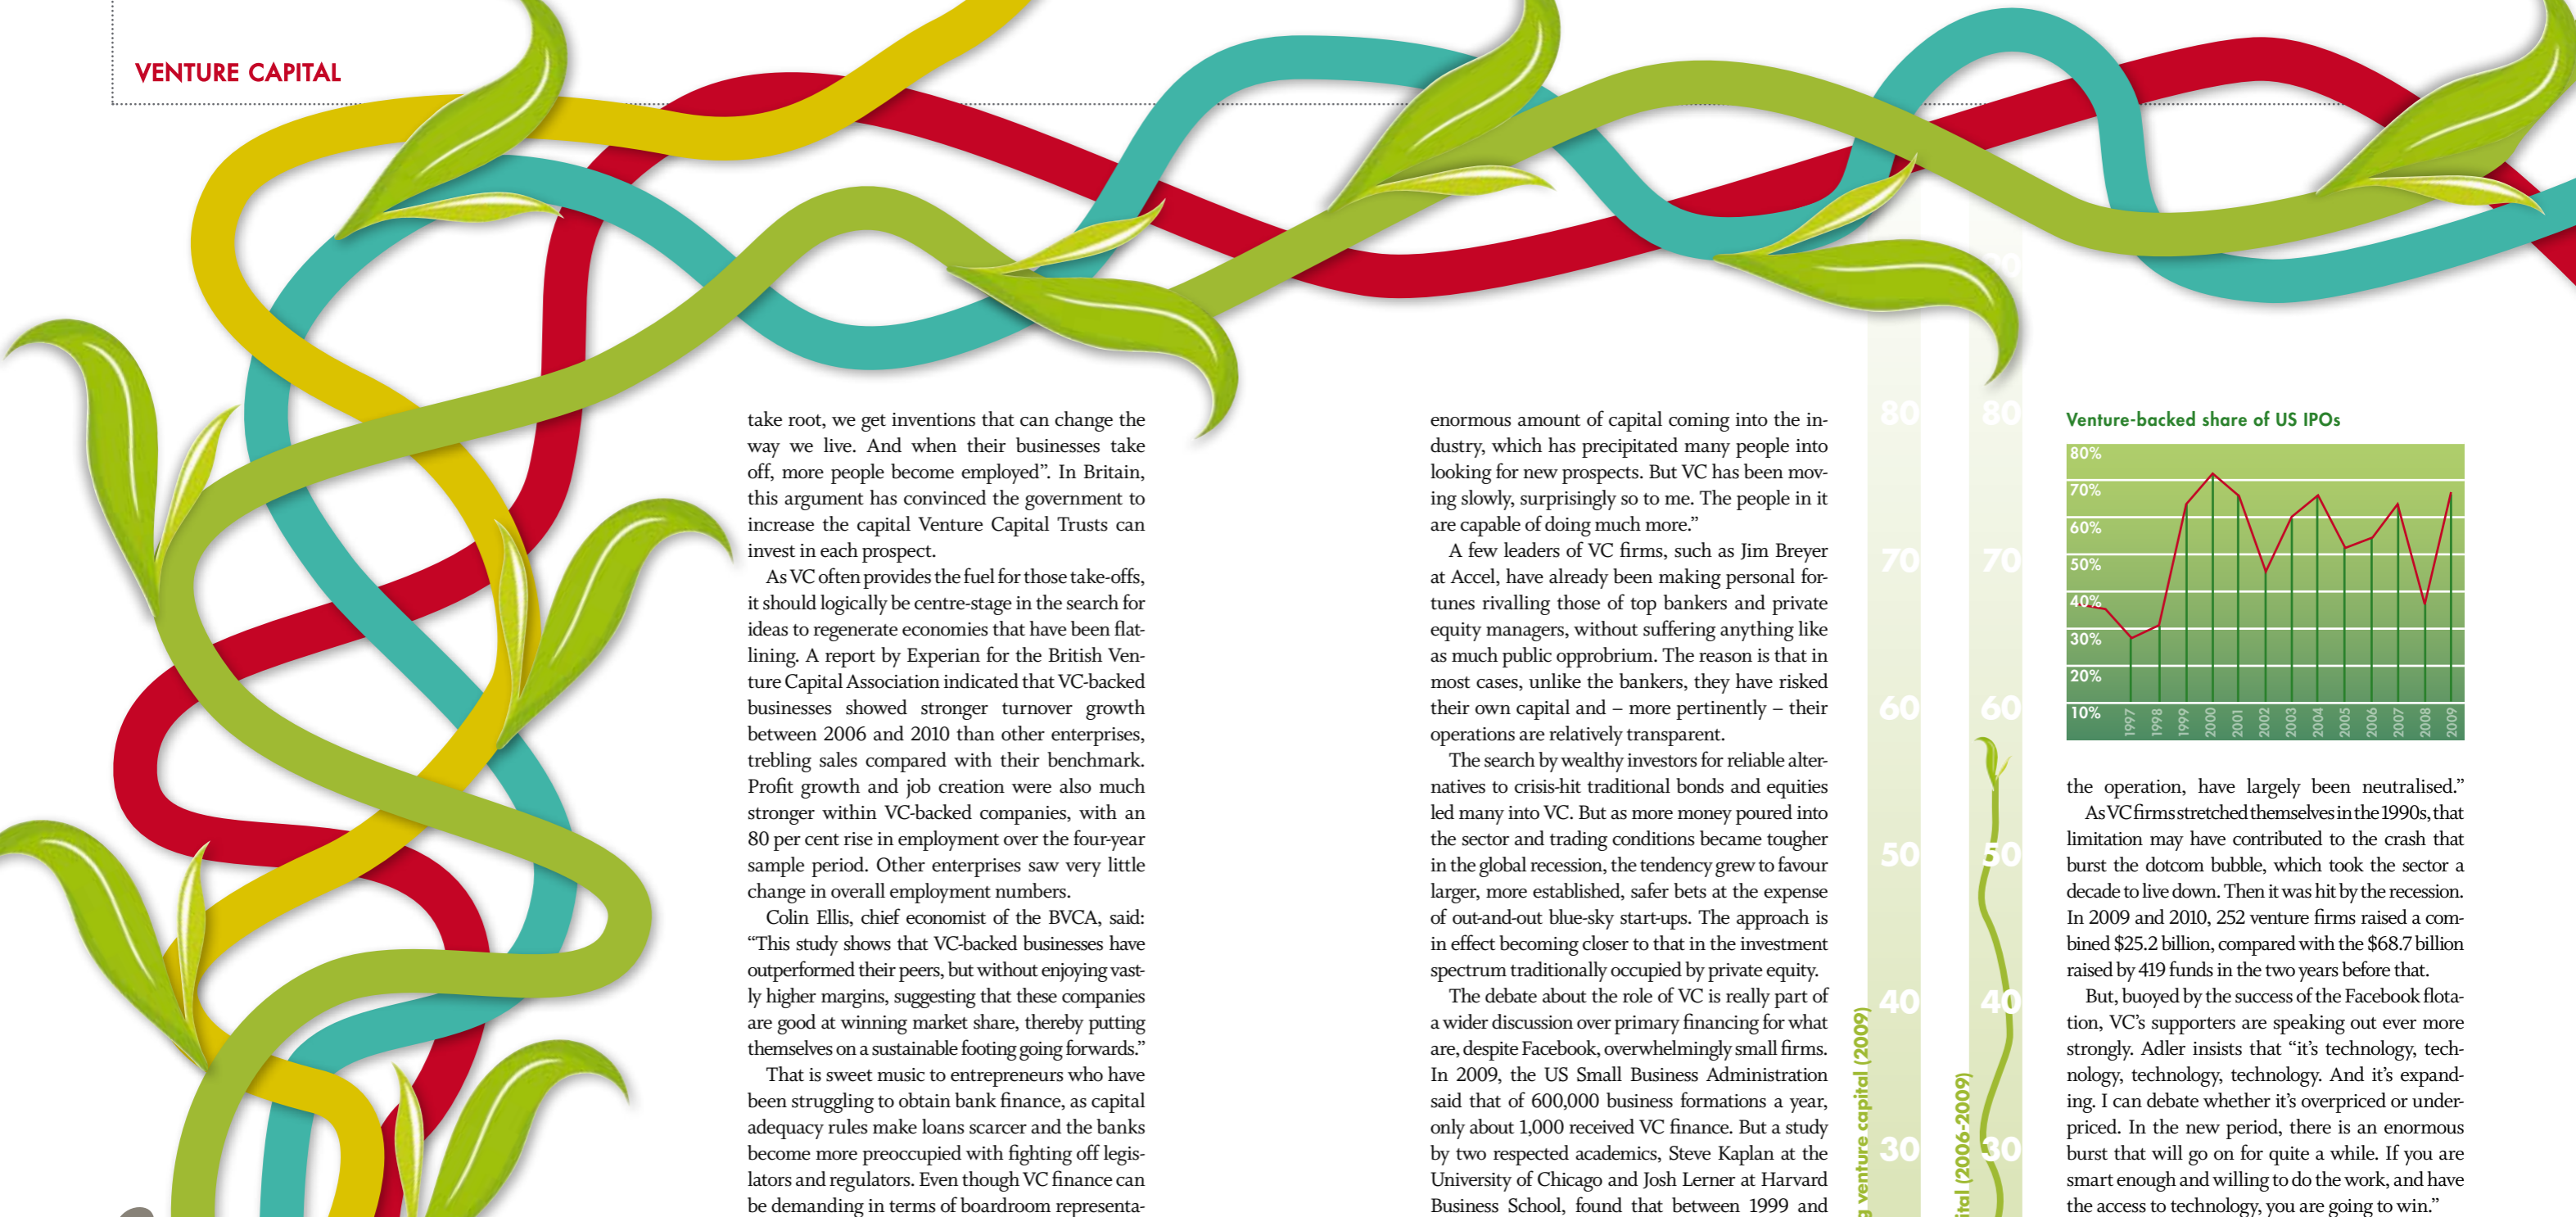 VENTURE CAPITAL
take root, we get inventions that can change the
way we live. And when their businesses take
off, more people become employed”. In Britain,
this argument has convinced the government to
increase the capital Venture Capital Trusts can
invest in each prospect.
As VC often provides the fuel for those take-offs,
it should logically be centre-stage in the search for
ideas to regenerate economies that have been flat-
lining. A report by Experian for the British Ven-
ture Capital Association indicated that VC-backed
businesses showed stronger turnover growth
between 2006 and 2010 than other enterprises,
trebling sales compared with their benchmark.
Profit growth and job creation were also much
stronger within VC-backed companies, with an
80 per cent rise in employment over the four-year
sample period. Other enterprises saw very little
change in overall employment numbers.
Colin Ellis, chief economist of the BVCA, said:
“This study shows that VC-backed businesses have
outperformed their peers, but without enjoying vast-
ly higher margins, suggesting that these companies
are good at winning market share, thereby putting
themselves on a sustainable footing going forwards.”
That is sweet music to entrepreneurs who have
been struggling to obtain bank finance, as capital
adequacy rules make loans scarcer and the banks
become more preoccupied with fighting off legis-
lators and regulators. Even though VC finance can
be demanding in terms of boardroom representa-
enormous amount of capital coming into the in-
dustry, which has precipitated many people into
looking for new prospects. But VC has been mov-
ing slowly, surprisingly so to me. The people in it
are capable of doing much more.”
A few leaders of VC firms, such as Jim Breyer
at Accel, have already been making personal for-
tunes rivalling those of top bankers and private
equity managers, without suffering anything like
as much public opprobrium. The reason is that in
most cases, unlike the bankers, they have risked
their own capital and – more pertinently – their
operations are relatively transparent.
The search by wealthy investors for reliable alter-
natives to crisis-hit traditional bonds and equities
led many into VC. But as more money poured into
the sector and trading conditions became tougher
in the global recession, the tendency grew to favour
larger, more established, safer bets at the expense
of out-and-out blue-sky start-ups. The approach is
in effect becoming closer to that in the investment
spectrum traditionally occupied by private equity.
The debate about the role of VC is really part of
a wider discussion over primary financing for what
are, despite Facebook, overwhelmingly small firms.
In 2009, the US Small Business Administration
said that of 600,000 business formations a year,
only about 1,000 received VC finance. But a study
by two respected academics, Steve Kaplan at the
University of Chicago and Josh Lerner at Harvard
Business School, found that between 1999 and
80
70
60
50
40
30
venture capital (2009)
80
70
60
50
40
30
(2006-2009)
Venture-backed share of US IPOs
80%
70%
60%
50%
40%
30%
20%
10%
1997
1998
1999
2000
2001
2002
2003
2004
2005
2006
2007
2008
2009
the operation, have largely been neutralised.”
As VC firms stretched themselves in the 1990s, that
limitation may have contributed to the crash that
burst the dotcom bubble, which took the sector a
decade to live down. Then it was hit by the recession.
In 2009 and 2010, 252 venture firms raised a com-
bined $25.2 billion, compared with the $68.7 billion
raised by 419 funds in the two years before that.
But, buoyed by the success of the Facebook flota-
tion, VC’s supporters are speaking out ever more
strongly. Adler insists that “it’s technology, tech-
nology, technology, technology. And it’s expand-
ing. I can debate whether it’s overpriced or under-
priced. In the new period, there is an enormous
burst that will go on for quite a while. If you are
smart enough and willing to do the work, and have
the access to technology, you are going to win.”